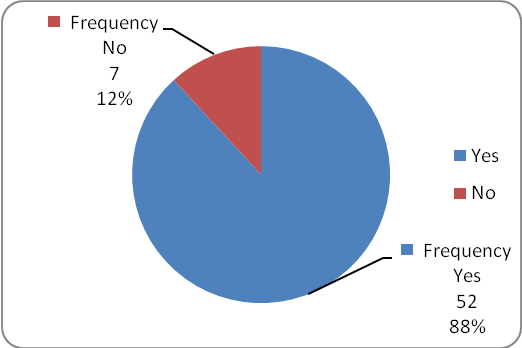 Frequency
No
7
12%
Yes
No
Frequency
Yes
52
88%